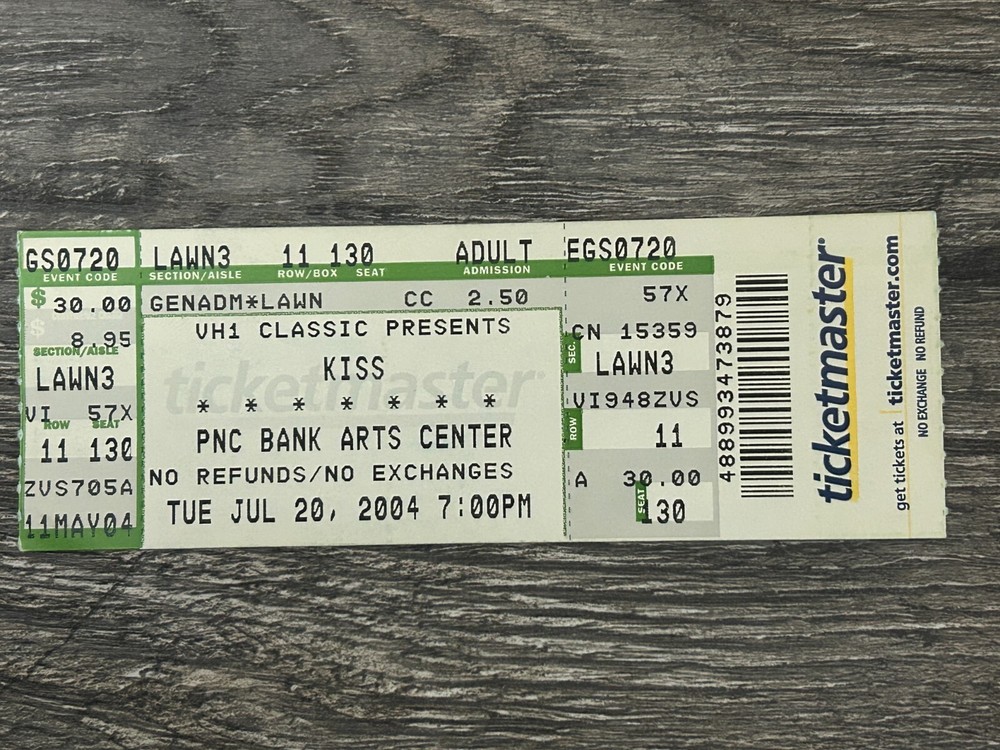 GS0720
EVENT CODE
$ 30.00
$ 8.95
SECTION/AISLE
LAWN3
VI 57X
ROW SEAT
11 130
ZVS705A
11MAY04
LAWN3 11 130 ADULT
SECTION/AISLE ROW/BOX SEAT ADMISSION
GENADM*LAWN CC 2.50
VH1 CLASSIC PRESENTS
KISS
ticketmaster
* * * * * * *
PNC BANK ARTS CENTER
NO REFUNDS/NO EXCHANGES
TUE JUL 20, 2004 7:00PM
EGS0720
EVENT CODE
57X
CN 15359
SEC.
LAWN3
VI948ZVS
ROW
11
A 30.00
SEAT
130
488993473879
ticketmaster®
get tickets at ticketmaster.com
NO EXCHANGE NO REFUND